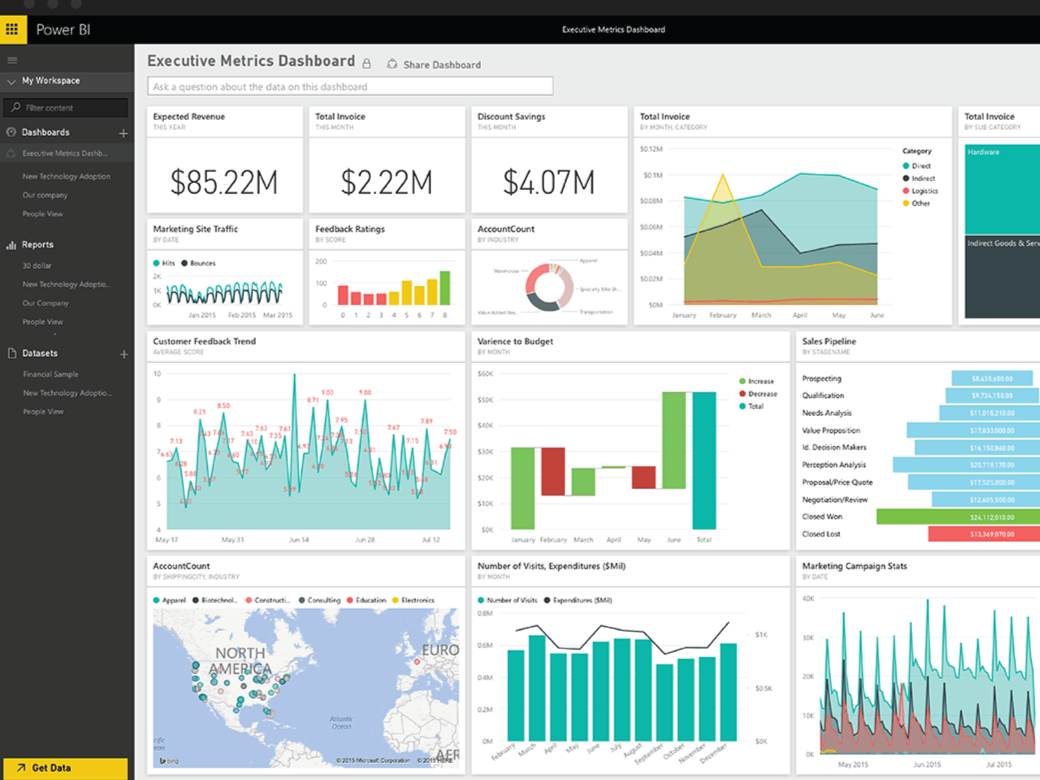 Power BI
Executive Metrics Dashboard
My Workspace
Filter content
Dashboards
Executive Metrics Dashb...
New Technology Adoption
Our company
People View
Reports
30 dollar
New Technology Adoptio...
Our Company
People View
Datasets
Financial Sample
New Technology Adoptio...
People View
Get Data
Executive Metrics Dashboard
Share Dashboard
Ask a question about the data on this dashboard
Expected Revenue
THIS YEAR
$85.22M
Total Invoice
THIS MONTH
$2.22M
Discount Savings
THIS MONTH
$4.07M
Total Invoice
BY MONTH, CATEGORY
$0.12M
$0.1M
$0.08M
$0.06M
$0.04M
$0.02M
$0M
January February March April May June
Category
Direct
Indirect
Logistics
Other
Total Invoice
BY SUB CATEGORY
Hardware
Indirect Goods & Serv
Marketing Site Traffic
BY DATE
Hits Bounces
2K
1K
0K
Jan 2015 Feb 2015 Mar 2015
Feedback Ratings
BY SCORE
200
100
0
0 1 2 3 4 5 6 7 8
AccountCount
BY INDUSTRY
Apparel
Warehouse
Specialty Bike Sh...
Value Added Res...
Transportation
Customer Feedback Trend
AVERAGE SCORE
10
9
8
7
6
5
4
8.25
8.50
7.13
7.63
7.61
8.71
9.00
7.95
9.00
7.67
7.15
7.89
7.50
May 17 May 31 Jun 14 Jun 28 Jul 12
Varience to Budget
BY MONTH
$60K
$50K
$40K
$30K
$20K
$10K
$0K
January February March April May June Total
Increase
Decrease
Total
Sales Pipeline
BY STAGENAME
Prospecting $8,435,600.00
Qualification $9,734,150.00
Needs Analysis $11,018,210.00
Value Proposition $17,833,000.00
Id. Decision Makers $16,150,860.00
Perception Analysis $20,719,170.00
Proposal/Price Quote $17,525,000.00
Negotiation/Review $12,605,500.00
Closed Won $24,112,010.00
Closed Lost $13,369,070.00
AccountCount
BY SHIPPINGCITY, INDUSTRY
Apparel Biotechnol... Constructi... Consulting Education Electronics
NORTH
AMERICA
EURO
Atlantic
Ocean
AFR
bing
© 2015 Microsoft Corporation © 2015 HERE
Number of Visits, Expenditures ($Mil)
BY MONTH
Number of Visits Expenditures ($Mil)
0.8M
0.6M
0.4M
0.2M
0M
$1K
$0.5K
$0K
February March April May June July August September October November December
Marketing Campaign Stats
BY DATE
40K
30K
20K
10K
0K
May 2015 Jun 2015 Jul 2015